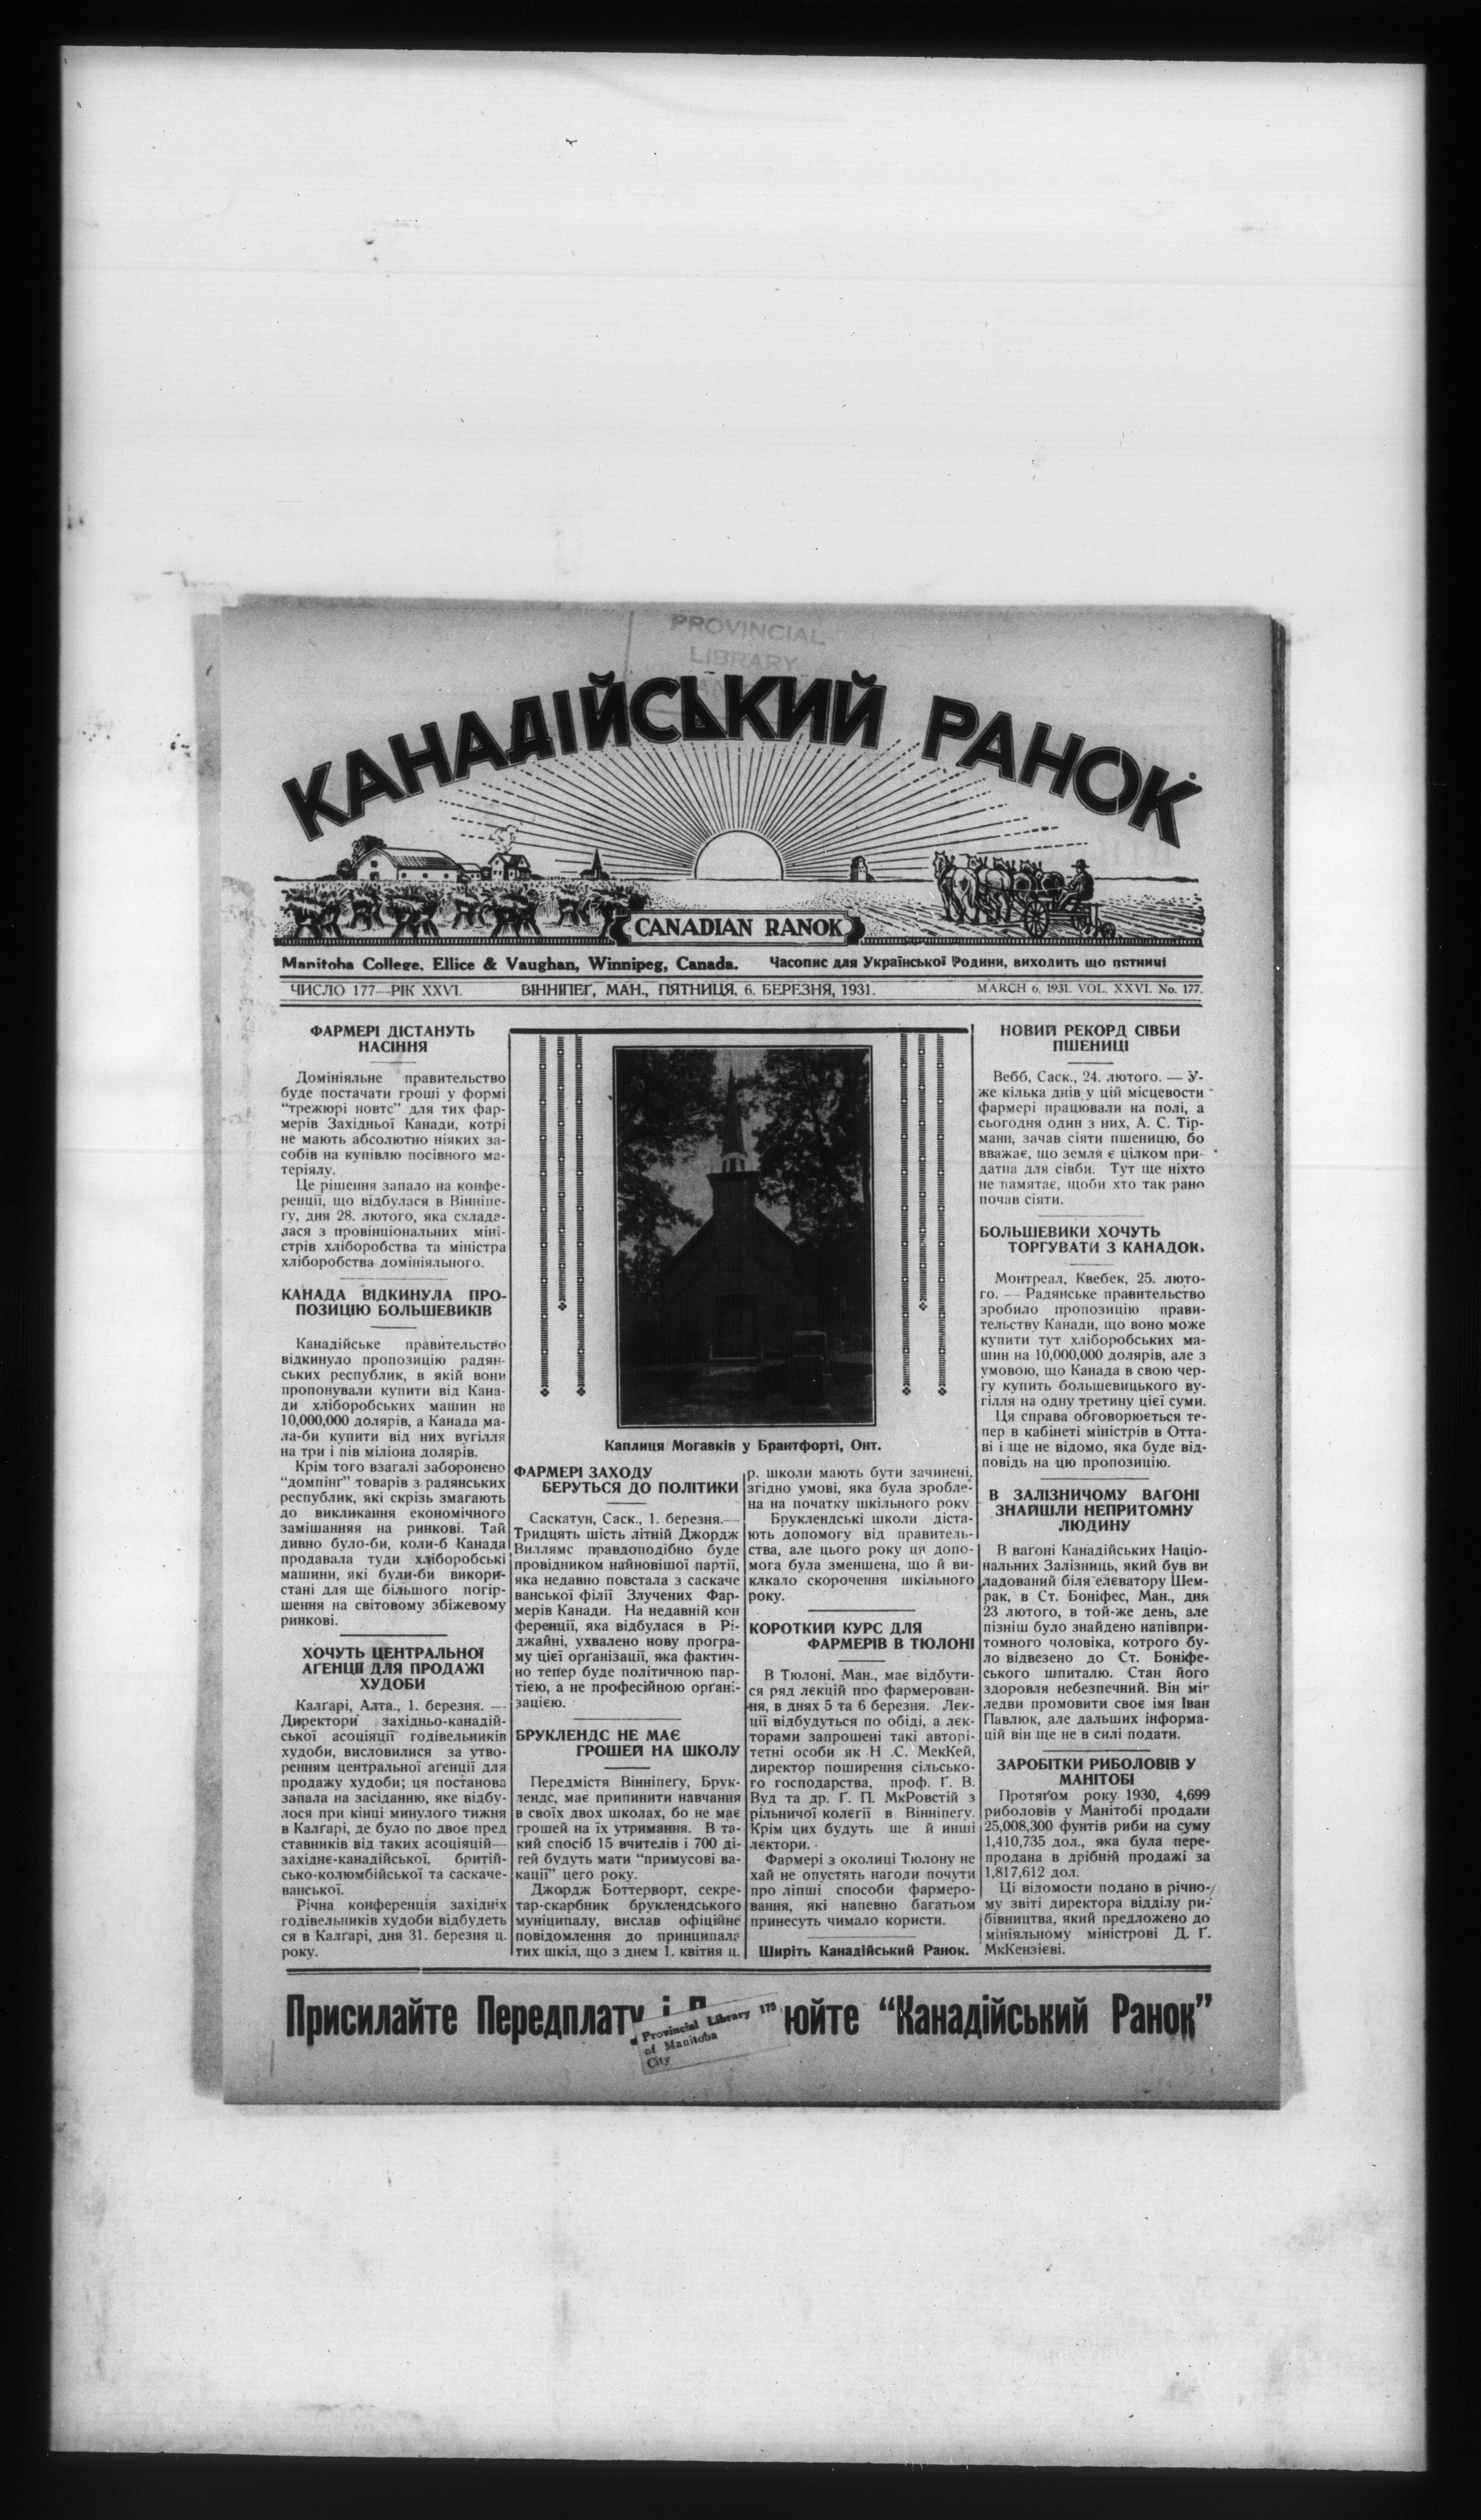 PROVINCIAL
LIBRARY
КАНАДІЙСЬКИЙ РАНОК
CANADIAN RANOK
Manitoba College, Ellice & Vaughan, Winnipeg, Canada. Часопис для Української Родини, виходить що пятниці
ЧИСЛО 177—РІК XXVI. ВІННІПЕҐ, МАН., ПЯТНИЦЯ, 6. БЕРЕЗНЯ, 1931. MARCH 6, 1931. VOL. XXVI. No. 177.
ФАРМЕРІ ДІСТАНУТЬ
НАСІННЯ
Домініяльне правительство
буде постачати гроші у формі
“трежюрі новтс” для тих фар-
мерів Західньої Канади, котрі
не мають абсолютно ніяких за-
собів на купівлю посівного ма-
теріялу.
Це рішення запало на конфе-
ренції, що відбулася в Вінніпе-
ґу, дня 28. лютого, яка склада-
лася з провінціональних міні-
стрів хліборобства та міністра
хліборобства домініяльного.
КАНАДА ВІДКИНУЛА ПРО-
ПОЗИЦІЮ БОЛЬШЕВИКІВ
Канадійське правительство
відкинуло пропозицію радян-
ських республик, в якій вони
пропонували купити від Кана-
ди хліборобських машин на
10,000,000 долярів, а Канада ма-
ла-би купити від них вугілля
на три і пів міліона долярів.
Крім того взагалі заборонено
“домпінґ” товарів з радянських
республик, які скрізь змагають
до викликання економічного
замішанняя на ринкові. Тай
дивно було-би, коли-б Канада
продавала туди хліборобські
машини, які були-би викори-
стані для ще більшого погір-
шення на світовому збіжевому
ринкові.
ХОЧУТЬ ЦЕНТРАЛЬНОЇ
АҐЕНЦІЇ ДЛЯ ПРОДАЖІ
ХУДОБИ
Калґарі, Алта., 1. березня. —
Директори західньо-канадій-
ської асоціяції годівельників
худоби, висловилися за утво-
ренням центральної аґенції для
продажу худоби; ця постанова
запала на засіданню, яке відбу-
лося при кінці минулого тижня
в Калґарі, де було по двоє пред
ставників від таких асоціяцій—
західнє-канадійської, бритій-
сько-колюмбійської та саскаче-
ванської.
Річна конференція західніх
годівельників худоби відбудеть
ся в Калґарі, дня 31. березня ц.
року.
Каплиця Могавків у Брантфорті, Онт.
ФАРМЕРІ ЗАХОДУ
БЕРУТЬСЯ ДО ПОЛІТИКИ
Саскатун, Саск., 1. березня.—
Тридцять шість літній Джордж
Виллямс правдоподібно буде
провідником найновішої партії,
яка недавно повстала з саскаче
ванської філії Злучених Фар-
мерів Канади. На недавній кон
ференції, яка відбулася в Рі-
джайні, ухвалено нову програ-
му цієї орґанізації, яка фактич-
но тепер буде політичною пар-
тією, а не професійною орґані-
зацією.
БРУКЛЕНДС НЕ МАЄ
ГРОШЕЙ НА ШКОЛУ
Передмістя Вінніпеґу, Брук-
лендс, має припинити навчання
в своїх двох школах, бо не має
грошей на їх утримання. В та-
кий спосіб 15 вчителів і 700 ді-
тей будуть мати “примусові ва-
кації” цего року.
Джордж Боттерворт, секре-
тар-скарбник бруклендського
муніципалу, вислав офіційне
повідомлення до принципала
тих шкіл, що з днем 1. квітня ц.
р. школи мають бути зачинені,
згідно умові, яка була зробле-
на на початку шкільного року
Бруклендські школи діста-
ють допомогу від правитель-
ства, але цього року ця допо-
мога була зменшена, що й ви-
клкало скорочення шкільного
року.
КОРОТКИЙ КУРС ДЛЯ
ФАРМЕРІВ В ТЮЛОНІ
В Тюлоні, Ман., має відбути-
ся ряд лєкцій про фармерован-
ня, в днях 5 та 6 березня. Лєк-
ції відбудуться по обіді, а лєк-
торами запрошені такі авторі-
тетні особи як Н .С. МекКей,
директор поширення сільсько-
го господарства, проф. Ґ. В.
Вуд та др. Ґ. П. МкРовстій з
рільничої колєґії в Вінніпеґу.
Крім цих будуть ще й инші
лєктори.
Фармері з околиці Тюлону не
хай не опустять нагоди почути
про ліпші способи фармеро-
вання, які напевно багатьом
принесуть чимало користи.
Ширіть Канадійський Ранок.
НОВИЙ РЕКОРД СІВБИ
ПШЕНИЦІ
Вебб, Саск., 24. лютого. — У-
же кілька днів у цій місцевости
фармері працювали на полі, а
сьогодня один з них, А. С. Тір-
манн, зачав сіяти пшеницю, бо
вважає, що земля є цілком при-
датна для сівби. Тут ще ніхто
не памятає, щоби хто так рано
почав сіяти.
БОЛЬШЕВИКИ ХОЧУТЬ
ТОРГУВАТИ З КАНАДОЮ
Монтреал, Квебек, 25. люто-
го. — Радянське правительство
зробило пропозицію прави-
тельству Канади, що воно може
купити тут хліборобських ма-
шин на 10,000,000 долярів, але з
умовою, що Канада в свою чер-
гу купить большевицького ву-
гілля на одну третину цієї суми.
Ця справа обговорюється те-
пер в кабінеті міністрів в Отта-
ві і ще не відомо, яка буде від-
повідь на цю пропозицію.
В ЗАЛІЗНИЧОМУ ВАҐОНІ
ЗНАЙШЛИ НЕПРИТОМНУ
ЛЮДИНУ
В ваґоні Канадійських Націо-
нальних Залізниць, який був ви
ладований біля елєватору Шем-
рак, в Ст. Боніфес, Ман., дня
23 лютого, в той-же день, але
пізніш було знайдено напівпри-
томного чоловіка, котрого бу-
ло відвезено до Ст. Боніфе-
ського шпиталю. Стан його
здоровля небезпечний. Він міг
ледви промовити своє імя Іван
Павлюк, але дальших інформа-
цій він ще не в силі подати.
ЗАРОБІТКИ РИБОЛОВІВ У
МАНІТОБІ
Протяґом року 1930, 4,699
риболовів у Манітобі продали
25,008,300 фунтів риби на суму
1,410,735 дол., яка була пере-
продана в дрібній продажі за
1,817,612 дол.
Ці відомости подано в річно-
му звіті директора відділу ри-
бівництва, який предложено до
мініяльному міністрові Д. Ґ.
МкКензієві.
Присилайте Передплату і юйте “Канадійський Ранок”
Provincial Library 179
of Manitoba
City